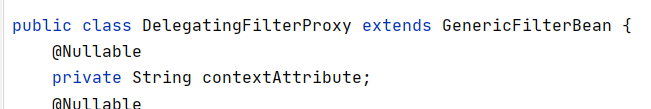 public class DelegatingFilterProxy extends GenericFilterBean {
@Nullable
private String contextAttribute;
@Nullable